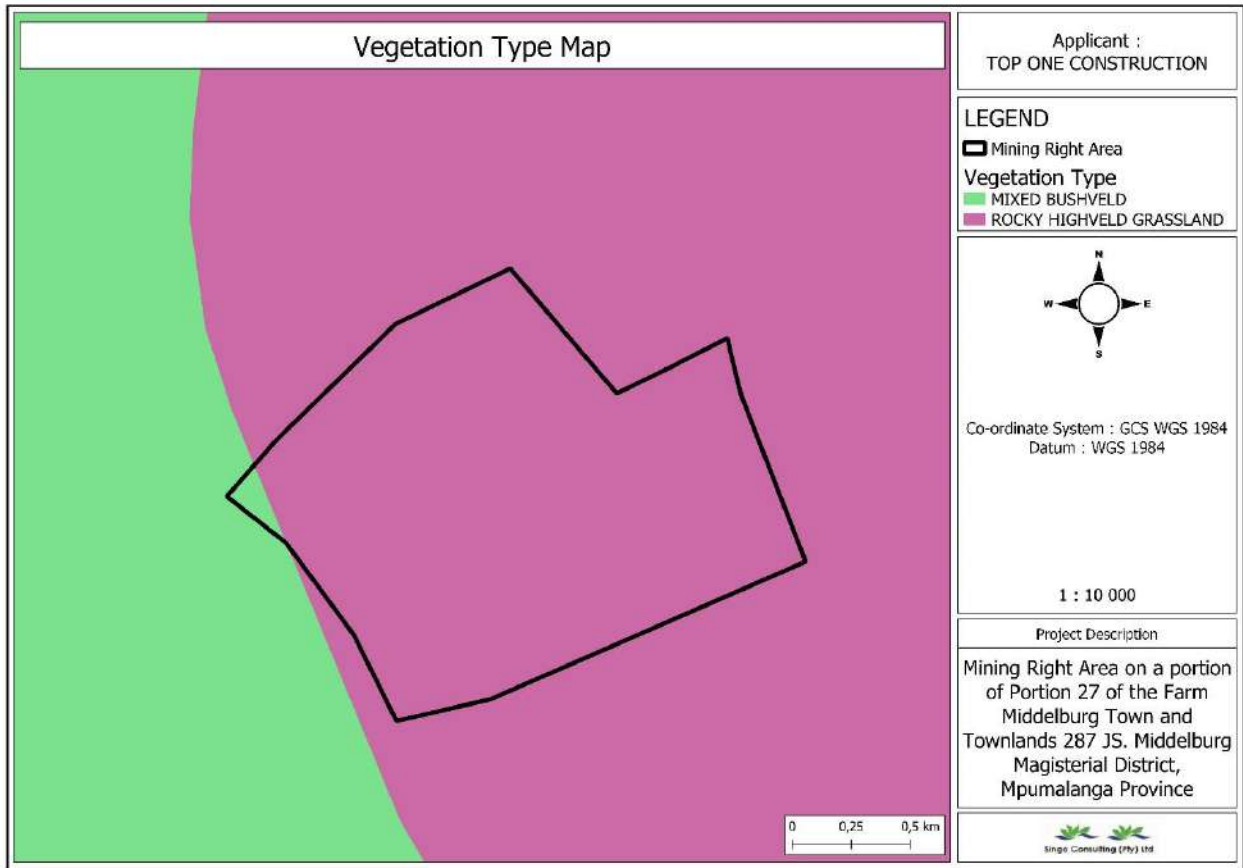 Vegetation Type Map
Applicant :
TOP ONE CONSTRUCTION
LEGEND
Mining Right Area
Vegetation Type
MIXED BUSHVELD
ROCKY HIGHVELD GRASSLAND
N
W E
S
Co-ordinate System : GCS WGS 1984
Datum : WGS 1984
1 : 10 000
Project Description
Mining Right Area on a portion
of Portion 27 of the Farm
Middelburg Town and
Townlands 287 JS. Middelburg
Magisterial District,
Mpumalanga Province
0 0,25 0,5 km
Singo Consulting (Pty) Ltd